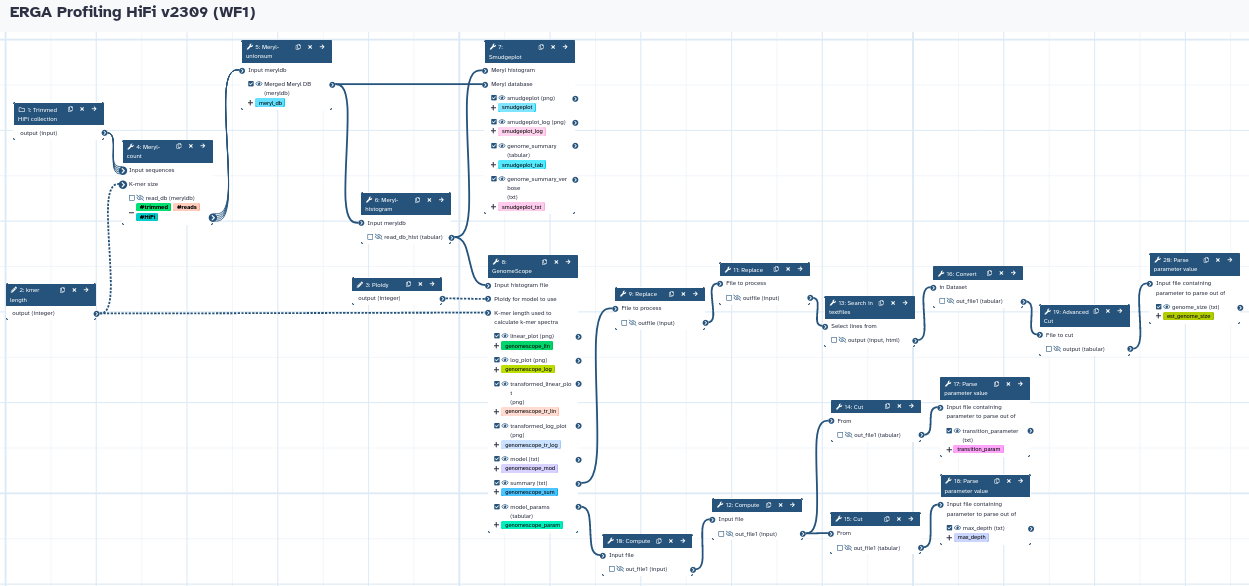 ERGA Profiling HiFi v2309 (WF1)
1: Trimmed
HiFi collection
output (input)
2: kmer
length
output (integer)
4: Meryl-
count
Input sequences
K-mer size
read_db (meryldb)
#trimmed #reads
#HiFi
5: Meryl-
unionsum
Input meryldb
Merged Meryl DB
(meryldb)
meryl_db
6: Meryl-
histogram
Input meryldb
read_db_hist (tabular)
3: Ploidy
output (integer)
7:
Smudgeplot
Meryl histogram
Meryl database
smudgeplot (png)
smudgeplot
smudgeplot_log (png)
smudgeplot_log
genome_summary
(tabular)
smudgeplot_tab
genome_summary_ver
bose
(txt)
smudgeplot_txt
8:
GenomeScope
Input histogram file
Ploidy for model to use
K-mer length used to
calculate k-mer spectra
linear_plot (png)
genomescope_lin
log_plot (png)
genomescope_log
transformed_linear_plo
t
(png)
genomescope_tr_lin
transformed_log_plot
(png)
genomescope_tr_log
model (txt)
genomescope_mod
summary (txt)
genomescope_sum
model_params
(tabular)
genomescope_param
9: Replace
File to process
outfile (input)
10: Compute
Input file
out_file1 (input)
11: Replace
File to process
outfile (input)
12: Compute
Input file
out_file1 (input)
13: Search in
textfiles
Select lines from
output (input, html)
14: Cut
From
out_file1 (tabular)
15: Cut
From
out_file1 (tabular)
16: Convert
in Dataset
out_file1 (tabular)
17: Parse
parameter value
Input file containing
parameter to parse out of
transition_parameter
(txt)
transition_param
18: Parse
parameter value
Input file containing
parameter to parse out of
max_depth (txt)
max_depth
19: Advanced
Cut
File to cut
output (tabular)
20: Parse
parameter value
Input file containing
parameter to parse out of
genome_size (txt)
est_genome_size